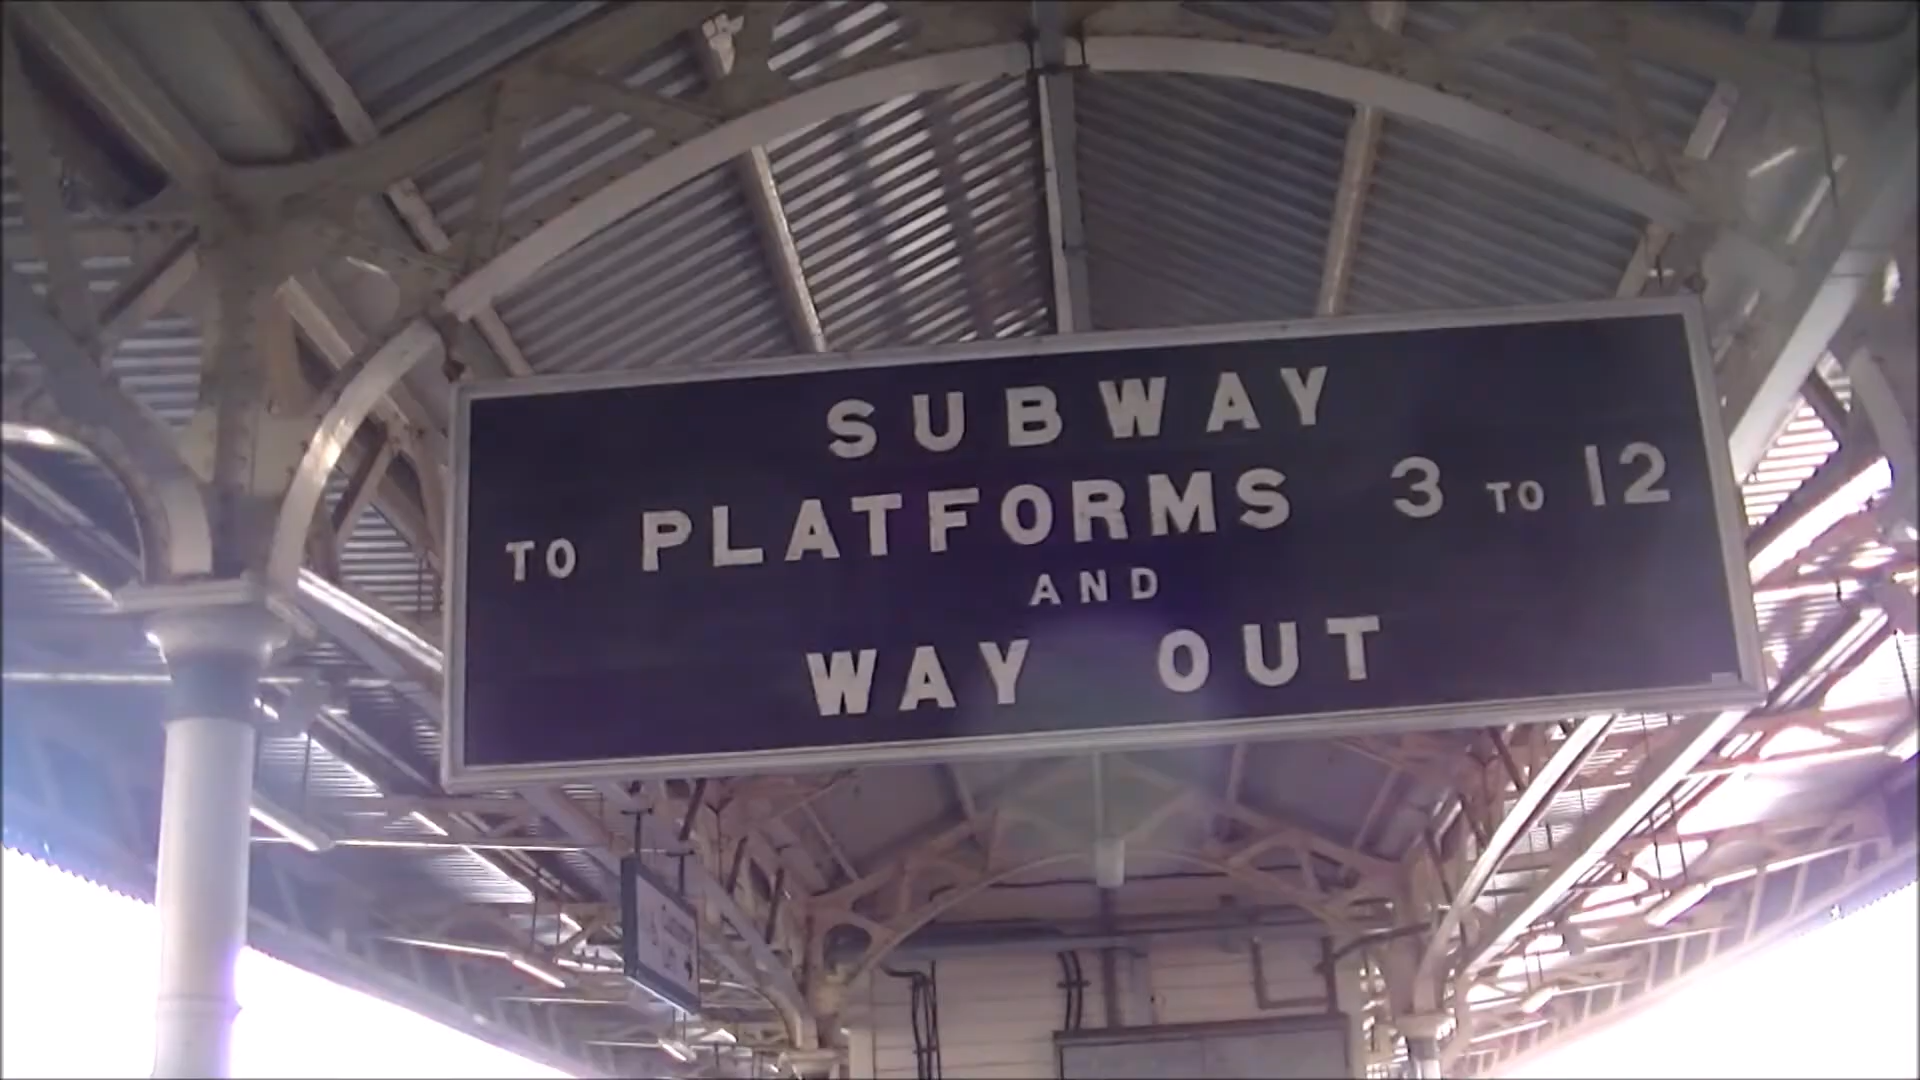 SUBWAY
TO PLATFORMS 3 TO 12
AND
WAY OUT